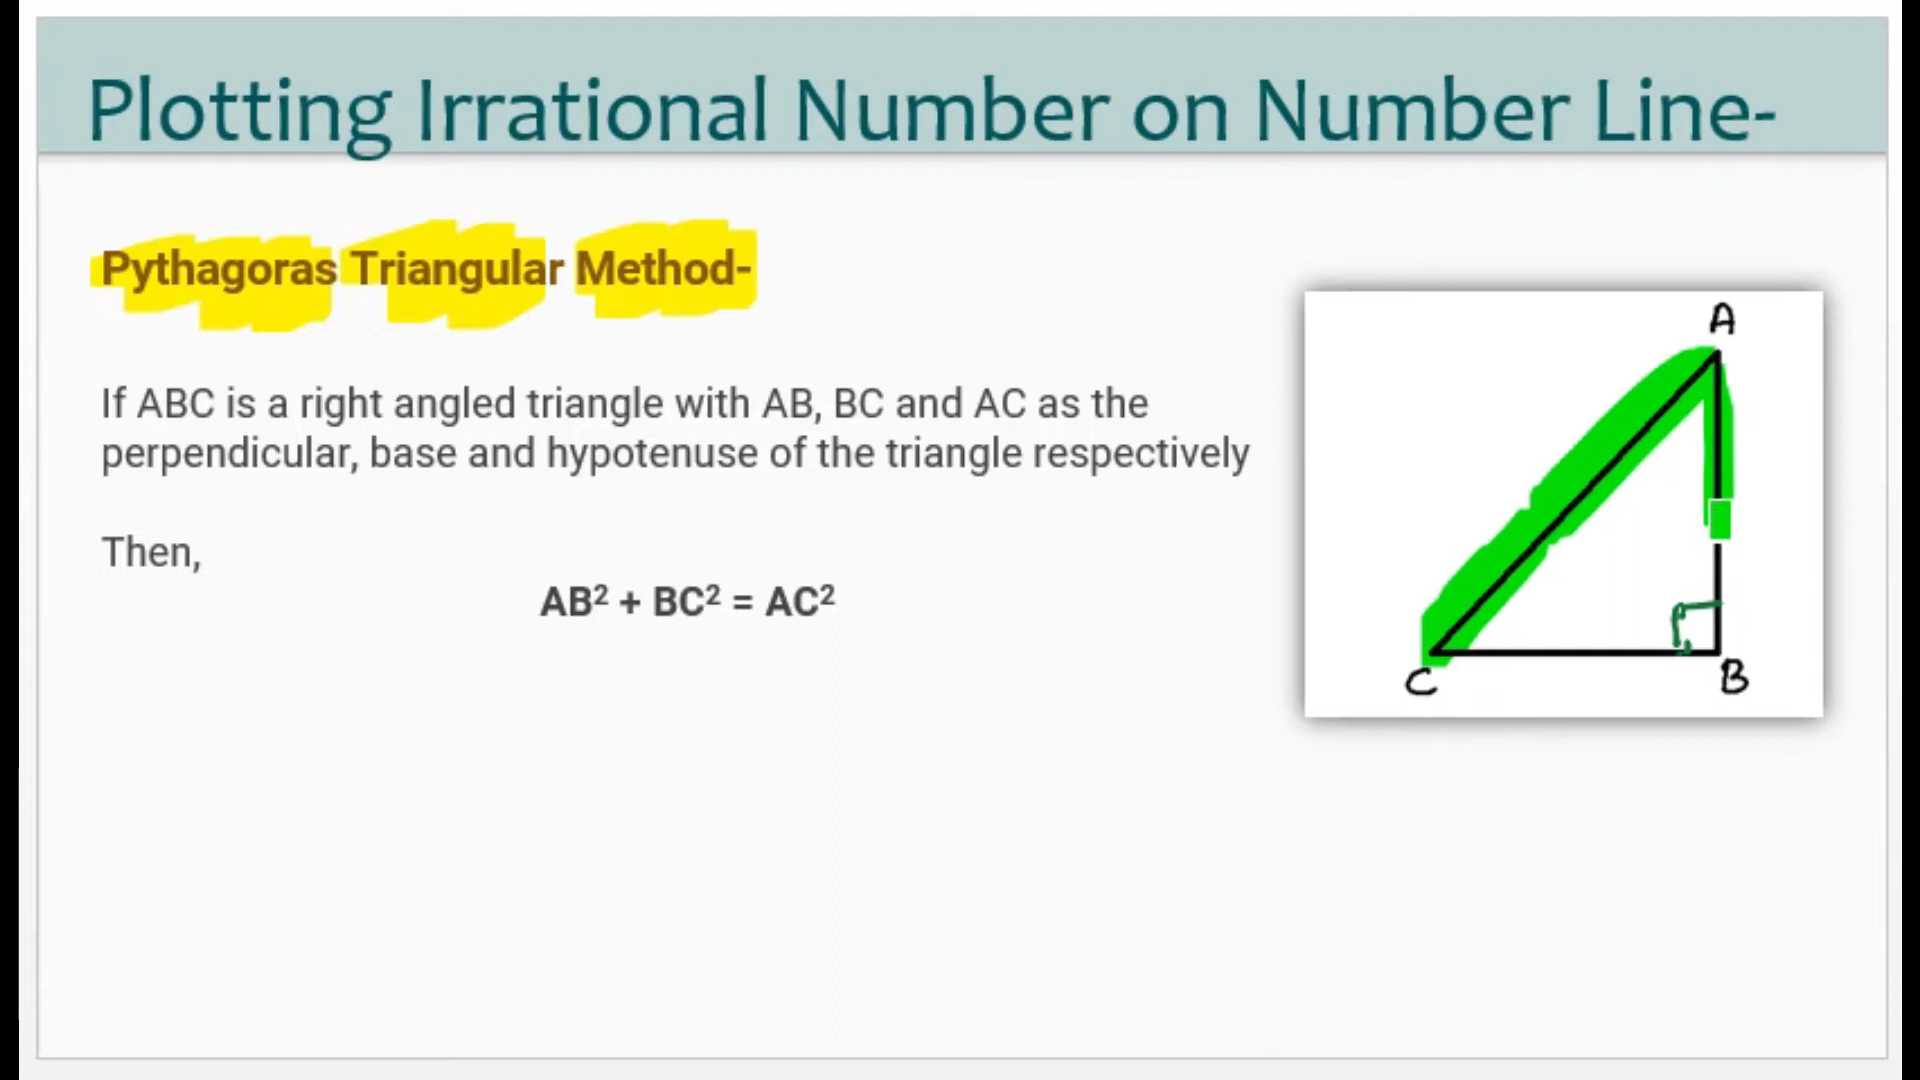 Plotting Irrational Number on Number Line-
Pythagoras Triangular Method-
If ABC is a right angled triangle with AB, BC and AC as the
perpendicular, base and hypotenuse of the triangle respectively
Then,
AB² + BC² = AC²
A
C
B